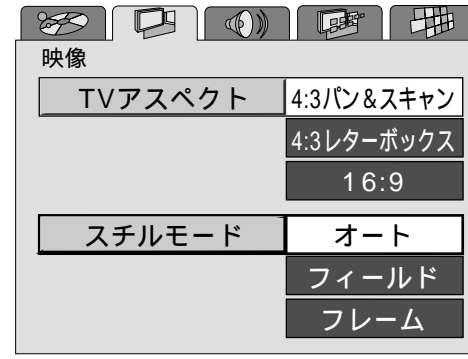 映像
TVアスペクト 4:3パン&スキャン
4:3レターボックス
16:9
スチルモード オート
フィールド
フレーム